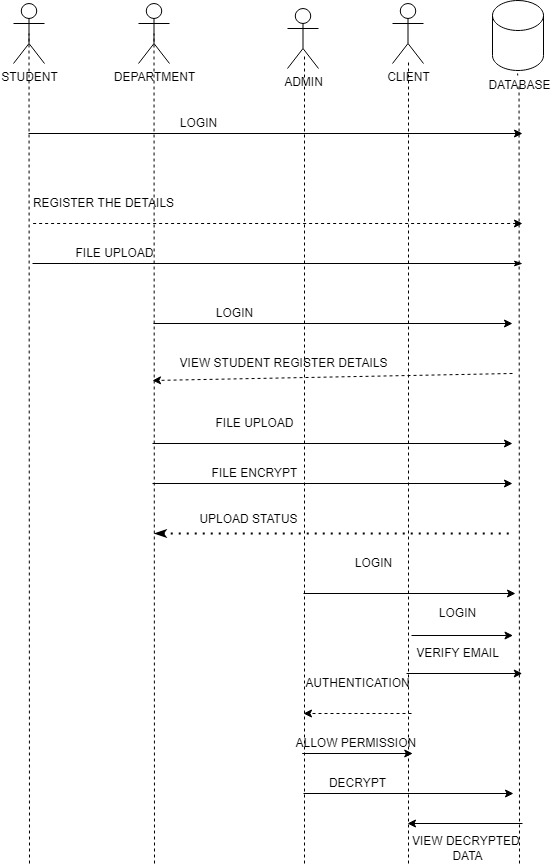 STUDENT
DEPARTMENT
ADMIN
CLIENT
DATABASE
LOGIN
REGISTER THE DETAILS
FILE UPLOAD
LOGIN
VIEW STUDENT REGISTER DETAILS
FILE UPLOAD
FILE ENCRYPT
UPLOAD STATUS
LOGIN
LOGIN
VERIFY EMAIL
AUTHENTICATION
ALLOW PERMISSION
DECRYPT
VIEW DECRYPTED
DATA